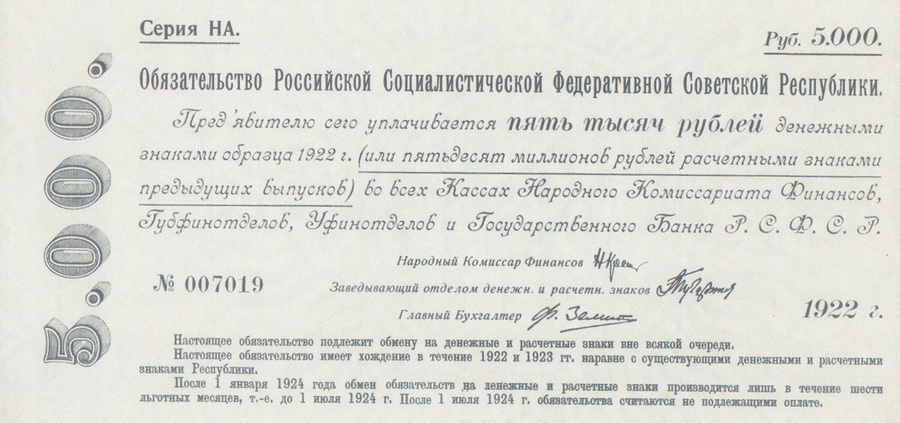 Серия НА.
Руб. 5.000.
5.000.
Обязательство Российской Социалистической Федеративной Советской Республики.
Пред'явителю сего уплачивается пять тысяч рублей денежными
знаками образца 1922 г. (или пятьдесят миллионов рублей расчетными знаками
предыдущих выпусков) во всех Кассах Народного Комиссариата Финансов,
Губфинотделов, Уфинотделов и Государственного Банка Р. С. Ф. С. Р.
Народный Комиссар Финансов
№ 007019
Заведывающий отделом денежн. и расчетн. знаков
Главный Бухгалтер
1922 г.
Настоящее обязательство подлежит обмену на денежные и расчетные знаки вне всякой очереди.
Настоящее обязательство имеет хождение в течение 1922 и 1923 гг. наравне с существующими денежными и расчетными
знаками Республики.
После 1 января 1924 года обмен обязательств на денежные и расчетные знаки производится лишь в течение шести
льготных месяцев, т.-е. до 1 июля 1924 г. После 1 июля 1924 г. обязательства считаются не подлежащими оплате.